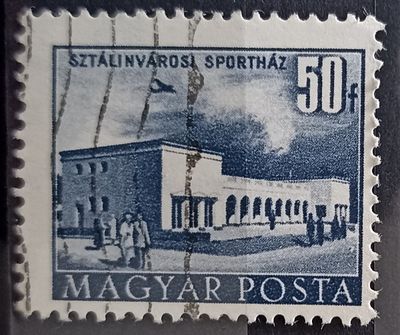 SZTÁLINVÁROSI SPORTHÁZ
50f
MAGYAR POSTA